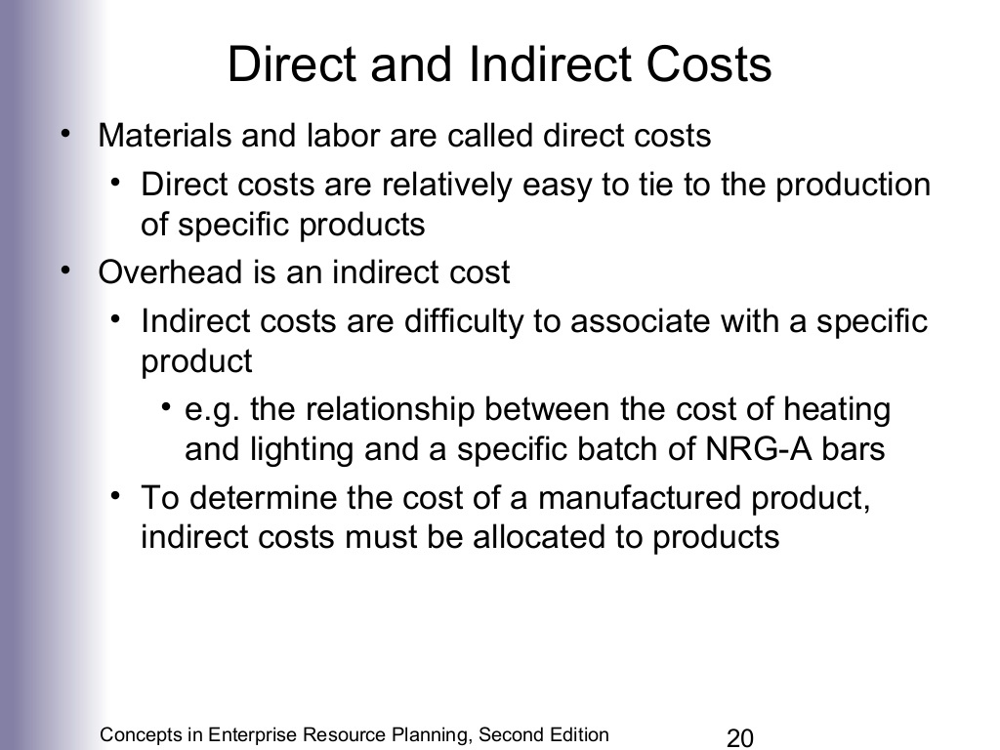 Direct and Indirect Costs
• Materials and labor are called direct costs
• Direct costs are relatively easy to tie to the production
of specific products
• Overhead is an indirect cost
• Indirect costs are difficulty to associate with a specific
product
• e.g. the relationship between the cost of heating
and lighting and a specific batch of NRG-A bars
• To determine the cost of a manufactured product,
indirect costs must be allocated to products
Concepts in Enterprise Resource Planning, Second Edition
20